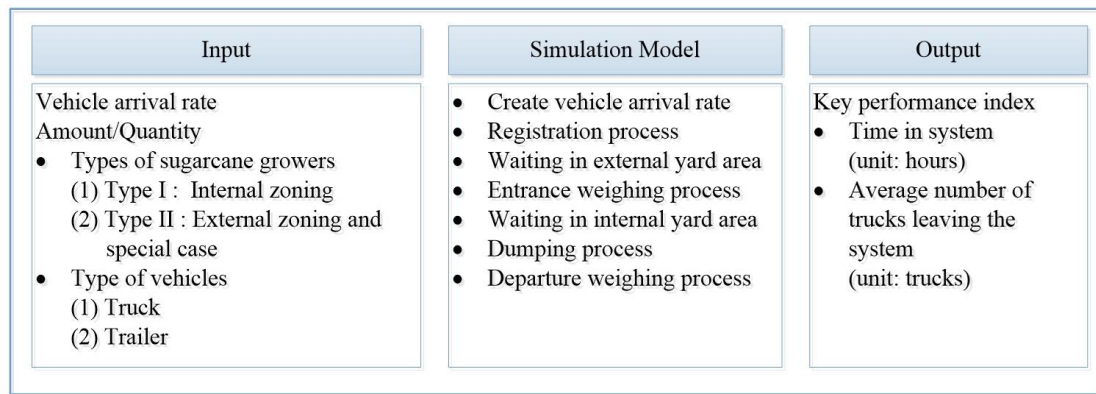 Input
Vehicle arrival rate
Amount/Quantity
• Types of sugarcane growers
(1) Type I : Internal zoning
(2) Type II : External zoning and
special case
• Type of vehicles
(1) Truck
(2) Trailer
Simulation Model
• Create vehicle arrival rate
• Registration process
• Waiting in external yard area
• Entrance weighing process
• Waiting in internal yard area
• Dumping process
• Departure weighing process
Output
Key performance index
• Time in system
(unit: hours)
• Average number of
trucks leaving the
system
(unit: trucks)